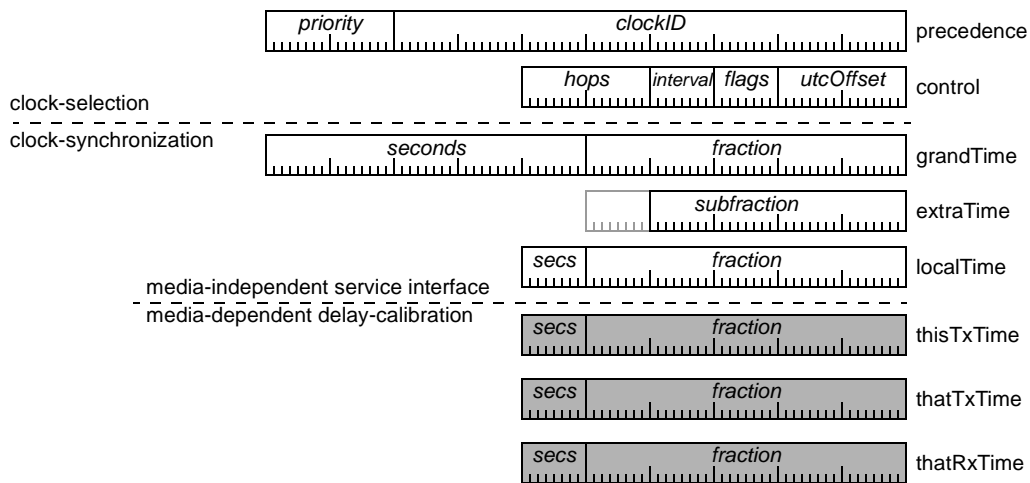 priority clockID precedence
hops interval flags utcOffset control
clock-selection
clock-synchronization
seconds fraction grandTime
subfraction extraTime
secs fraction localTime
media-independent service interface
media-dependent delay-calibration
secs fraction thisTxTime
secs fraction thatTxTime
secs fraction thatRxTime